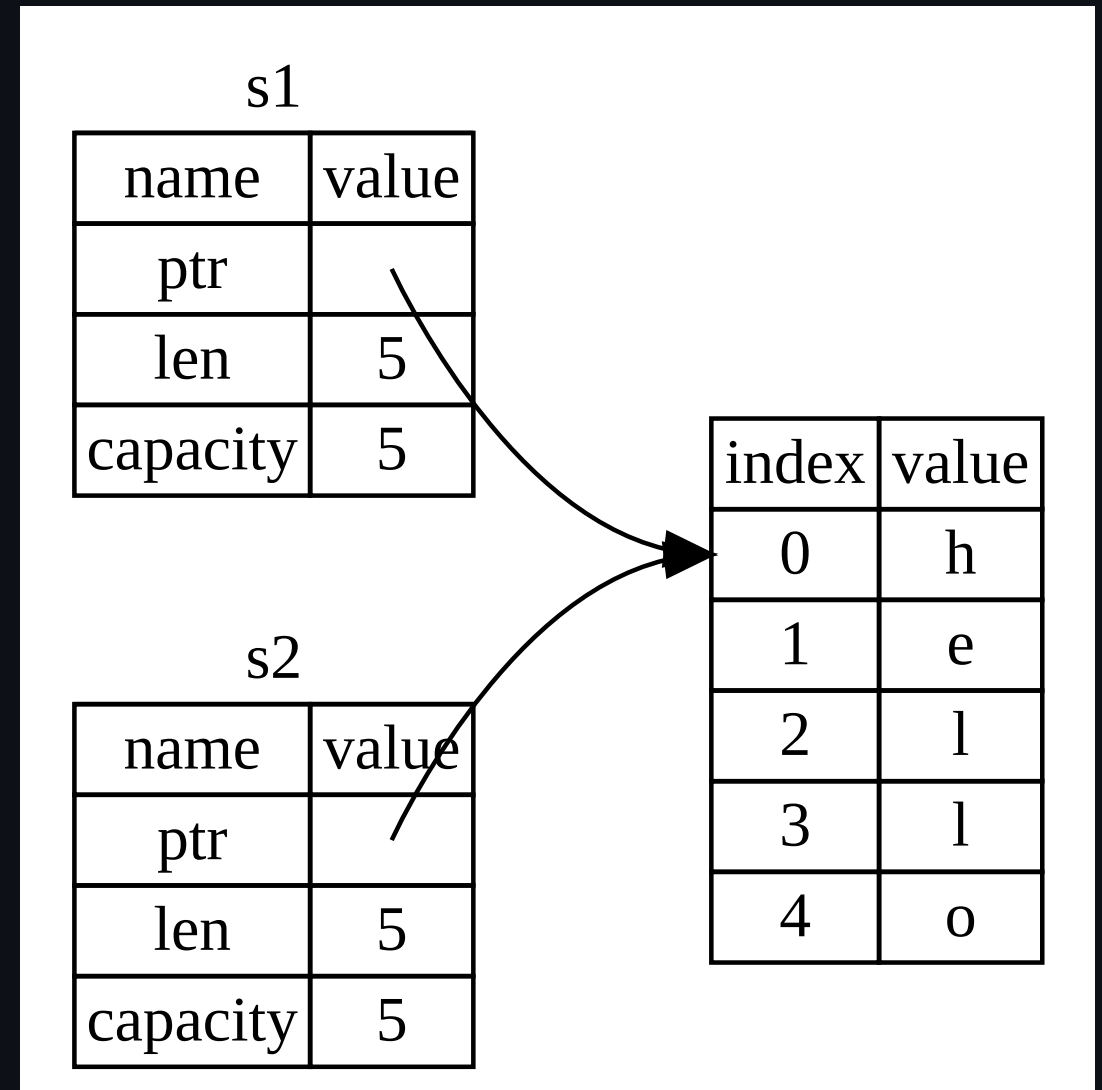 s1
name value
ptr
len 5
capacity 5
s2
name value
ptr
len 5
capacity 5
index value
0 h
1 e
2 l
3 l
4 o